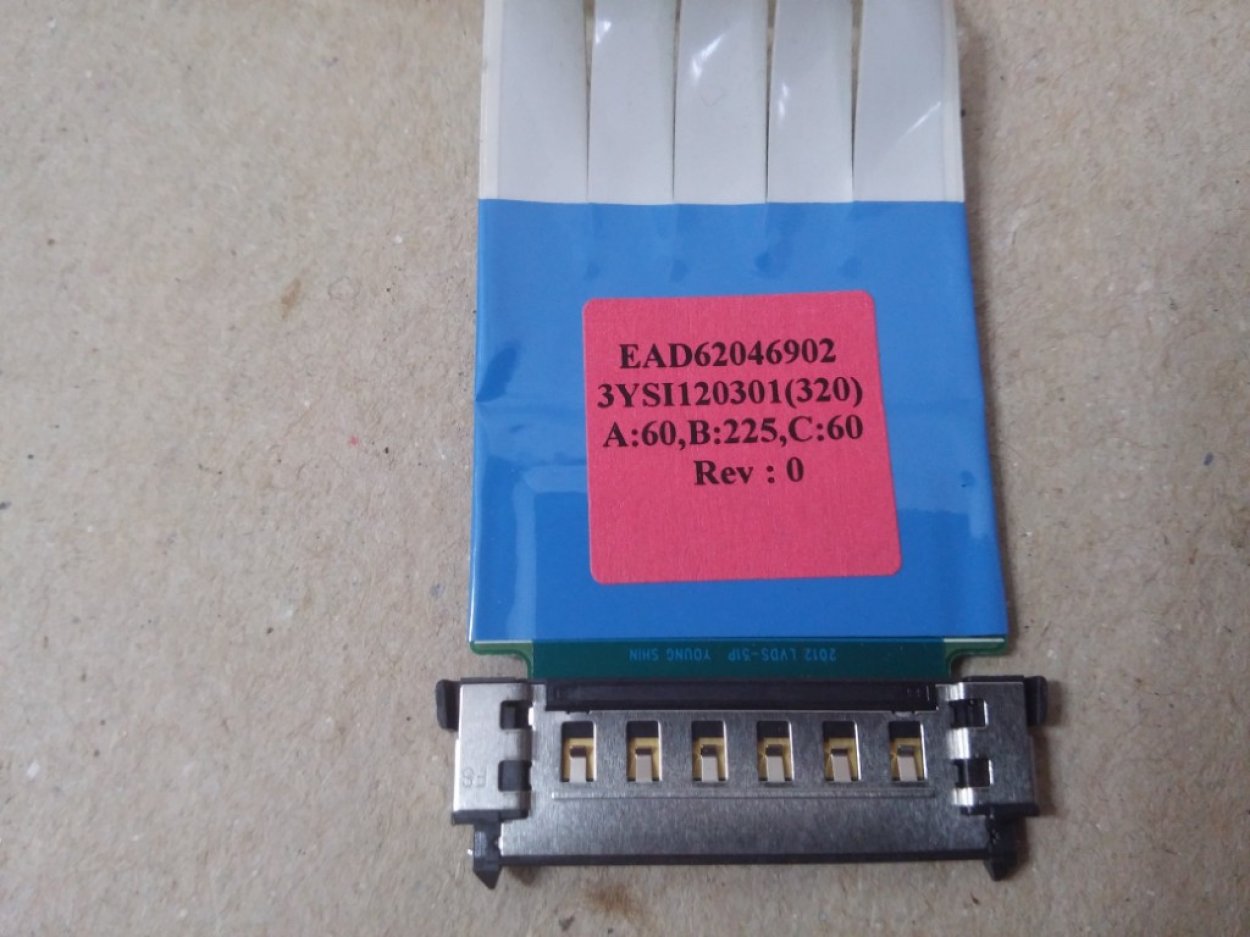 EAD62046902
3YSI120301(320)
A:60,B:225,C:60
Rev : 0
2012 LVDS-51P YOUNG SHIN